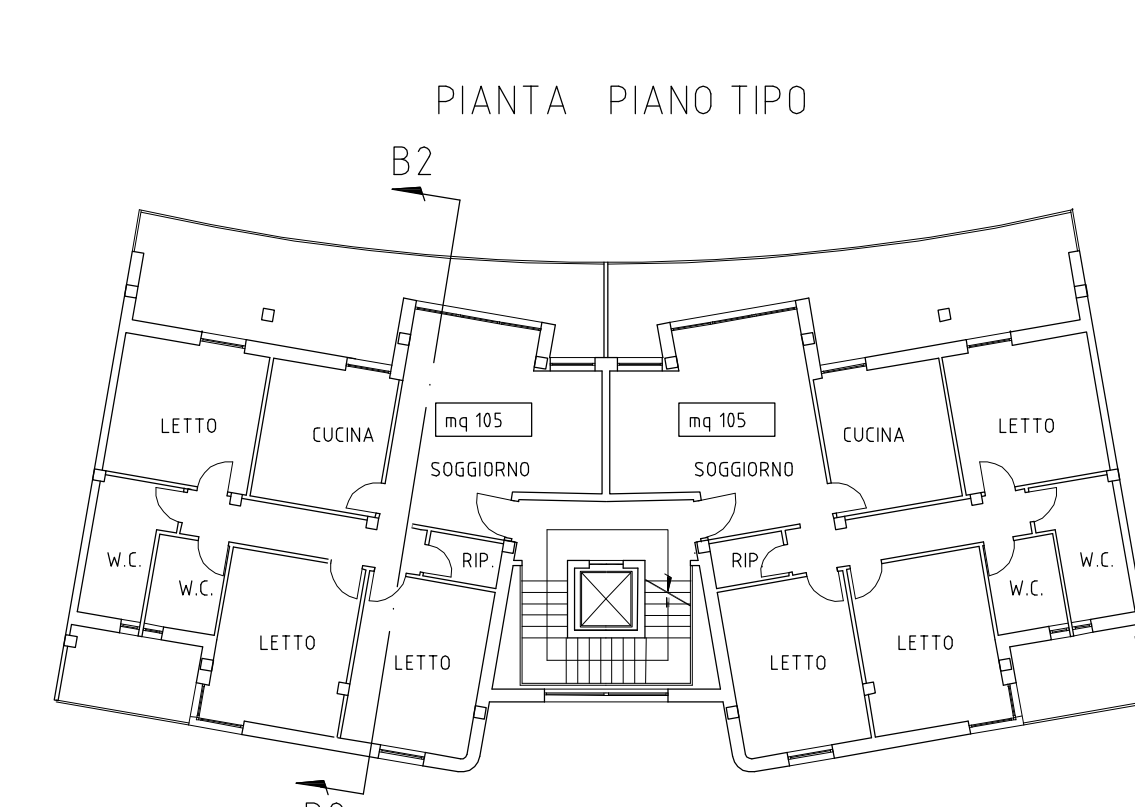 PIANTA PIANO TIPO
B2
mq 105 mq 105
LETTO CUCINA CUCINA LETTO
SOGGIORNO SOGGIORNO
W.C. RIP. RIP. W.C.
W.C. W.C.
LETTO LETTO LETTO LETTO